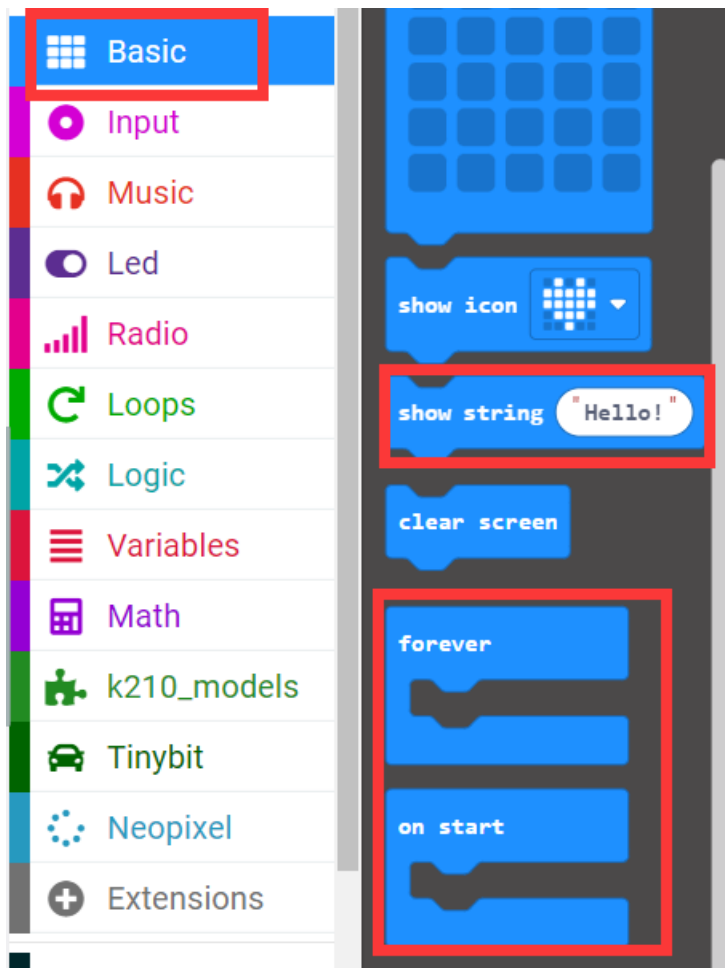 Basic
Input
Music
Led
Radio
Loops
Logic
Variables
Math
k210_models
Tinybit
Neopixel
Extensions
show icon
show string "Hello!"
clear screen
forever
on start